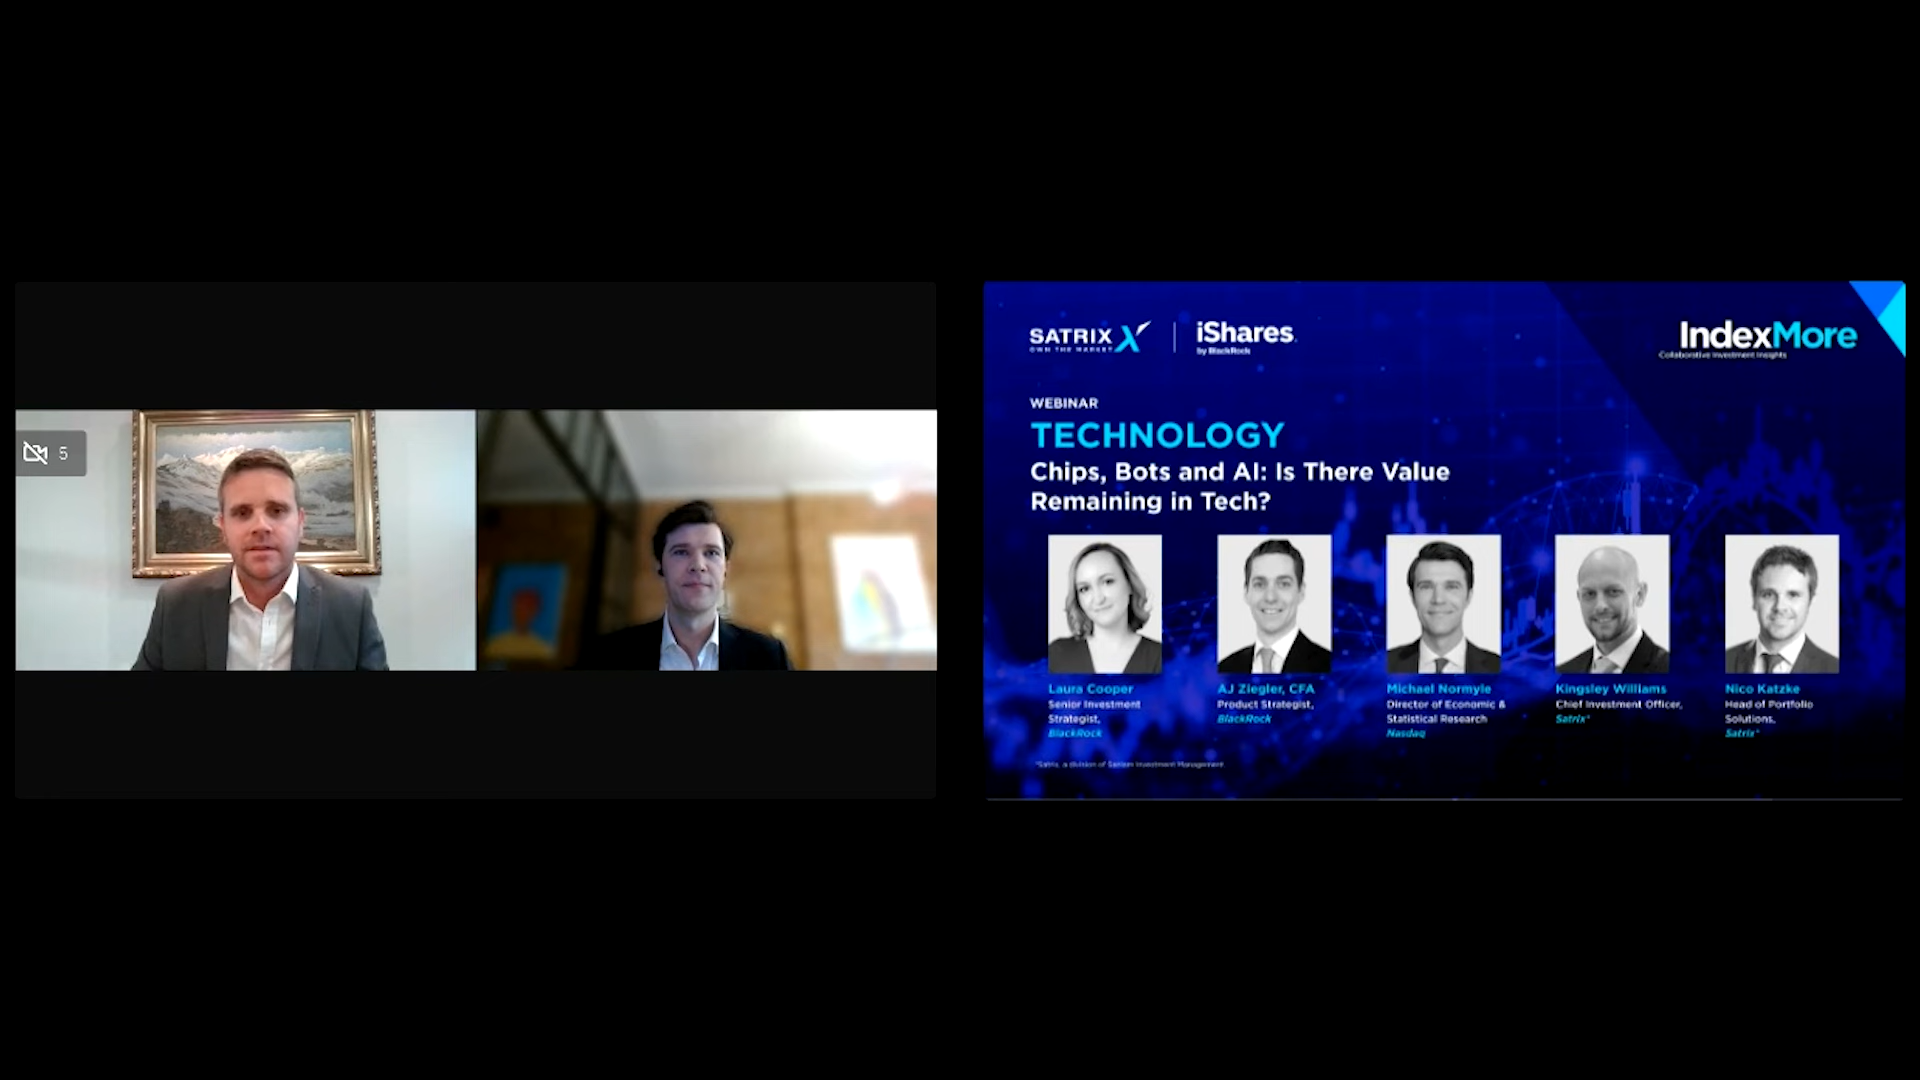 5
SATRIX
OWN THE MARKET
iShares.
by BlackRock
IndexMore
Collaborative Investment Insights
WEBINAR
TECHNOLOGY
Chips, Bots and AI: Is There Value
Remaining in Tech?
Laura Cooper
Senior Investment
Strategist,
BlackRock
AJ Ziegler, CFA
Product Strategist,
BlackRock
Michael Normyle
Director of Economic &
Statistical Research
Nasdaq
Kingsley Williams
Chief Investment Officer,
Satrix*
Nico Katzke
Head of Portfolio
Solutions,
Satrix*
*Satrix, a division of Sanlam Investment Management